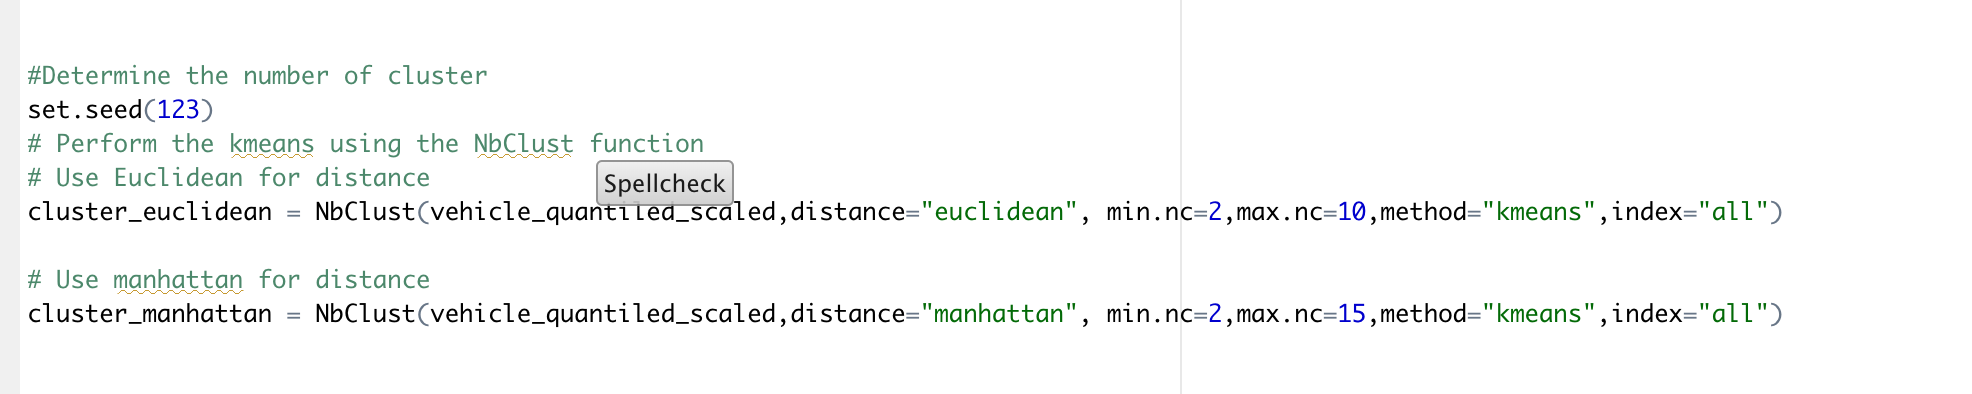 #Determine the number of cluster
set.seed(123)
# Perform the kmeans using the NbClust function
# Use Euclidean for distance
Spellcheck
cluster_euclidean = NbClust(vehicle_quantiled_scaled,distance="euclidean", min.nc=2,max.nc=10,method="kmeans",index="all")
# Use manhattan for distance
cluster_manhattan = NbClust(vehicle_quantiled_scaled,distance="manhattan", min.nc=2,max.nc=15,method="kmeans",index="all")